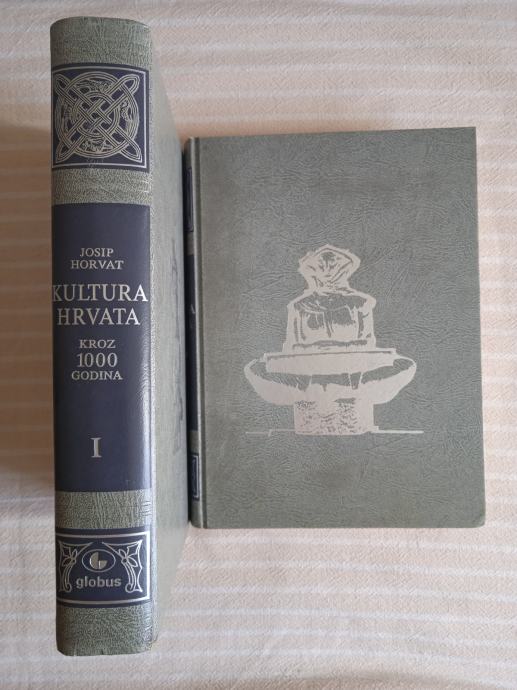 JOSIP
HORVAT
KULTURA
HRVATA
KROZ
1000
GODINA
I
globus